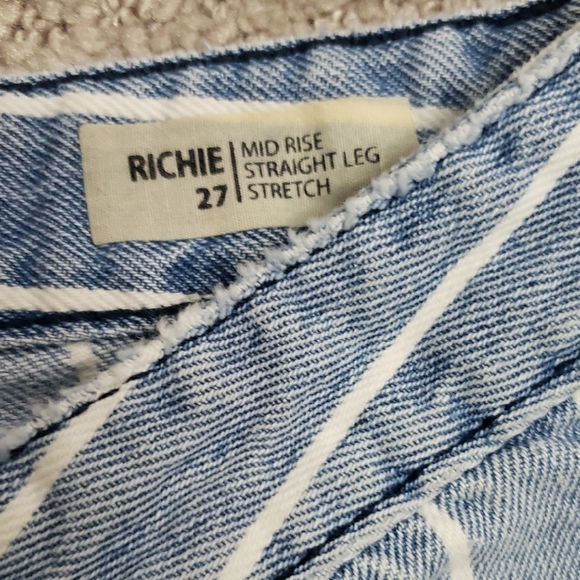 RICHIE
27
MID RISE
STRAIGHT LEG
STRETCH